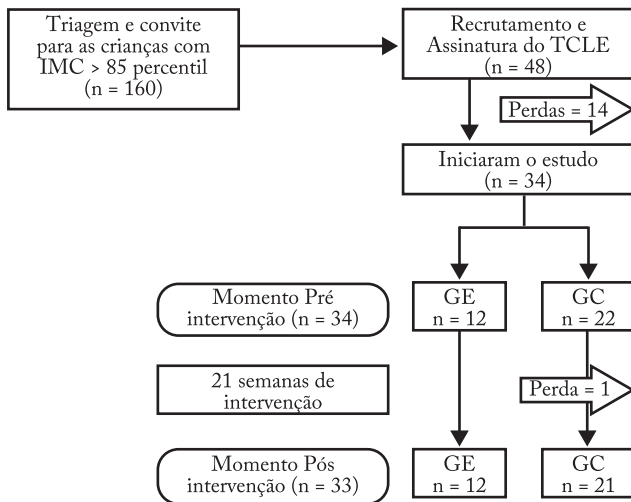 Triagem e convite
para as crianças com
IMC > 85 percentil
(n = 160)
Recrutamento e
Assinatura do TCLE
(n = 48)
Perdas = 14
Iniciaram o estudo
(n = 34)
Momento Pré
intervenção (n = 34)
GE
n = 12
GC
n = 22
21 semanas de
intervenção
Perda = 1
Momento Pós
intervenção (n = 33)
GE
n = 12
GC
n = 21